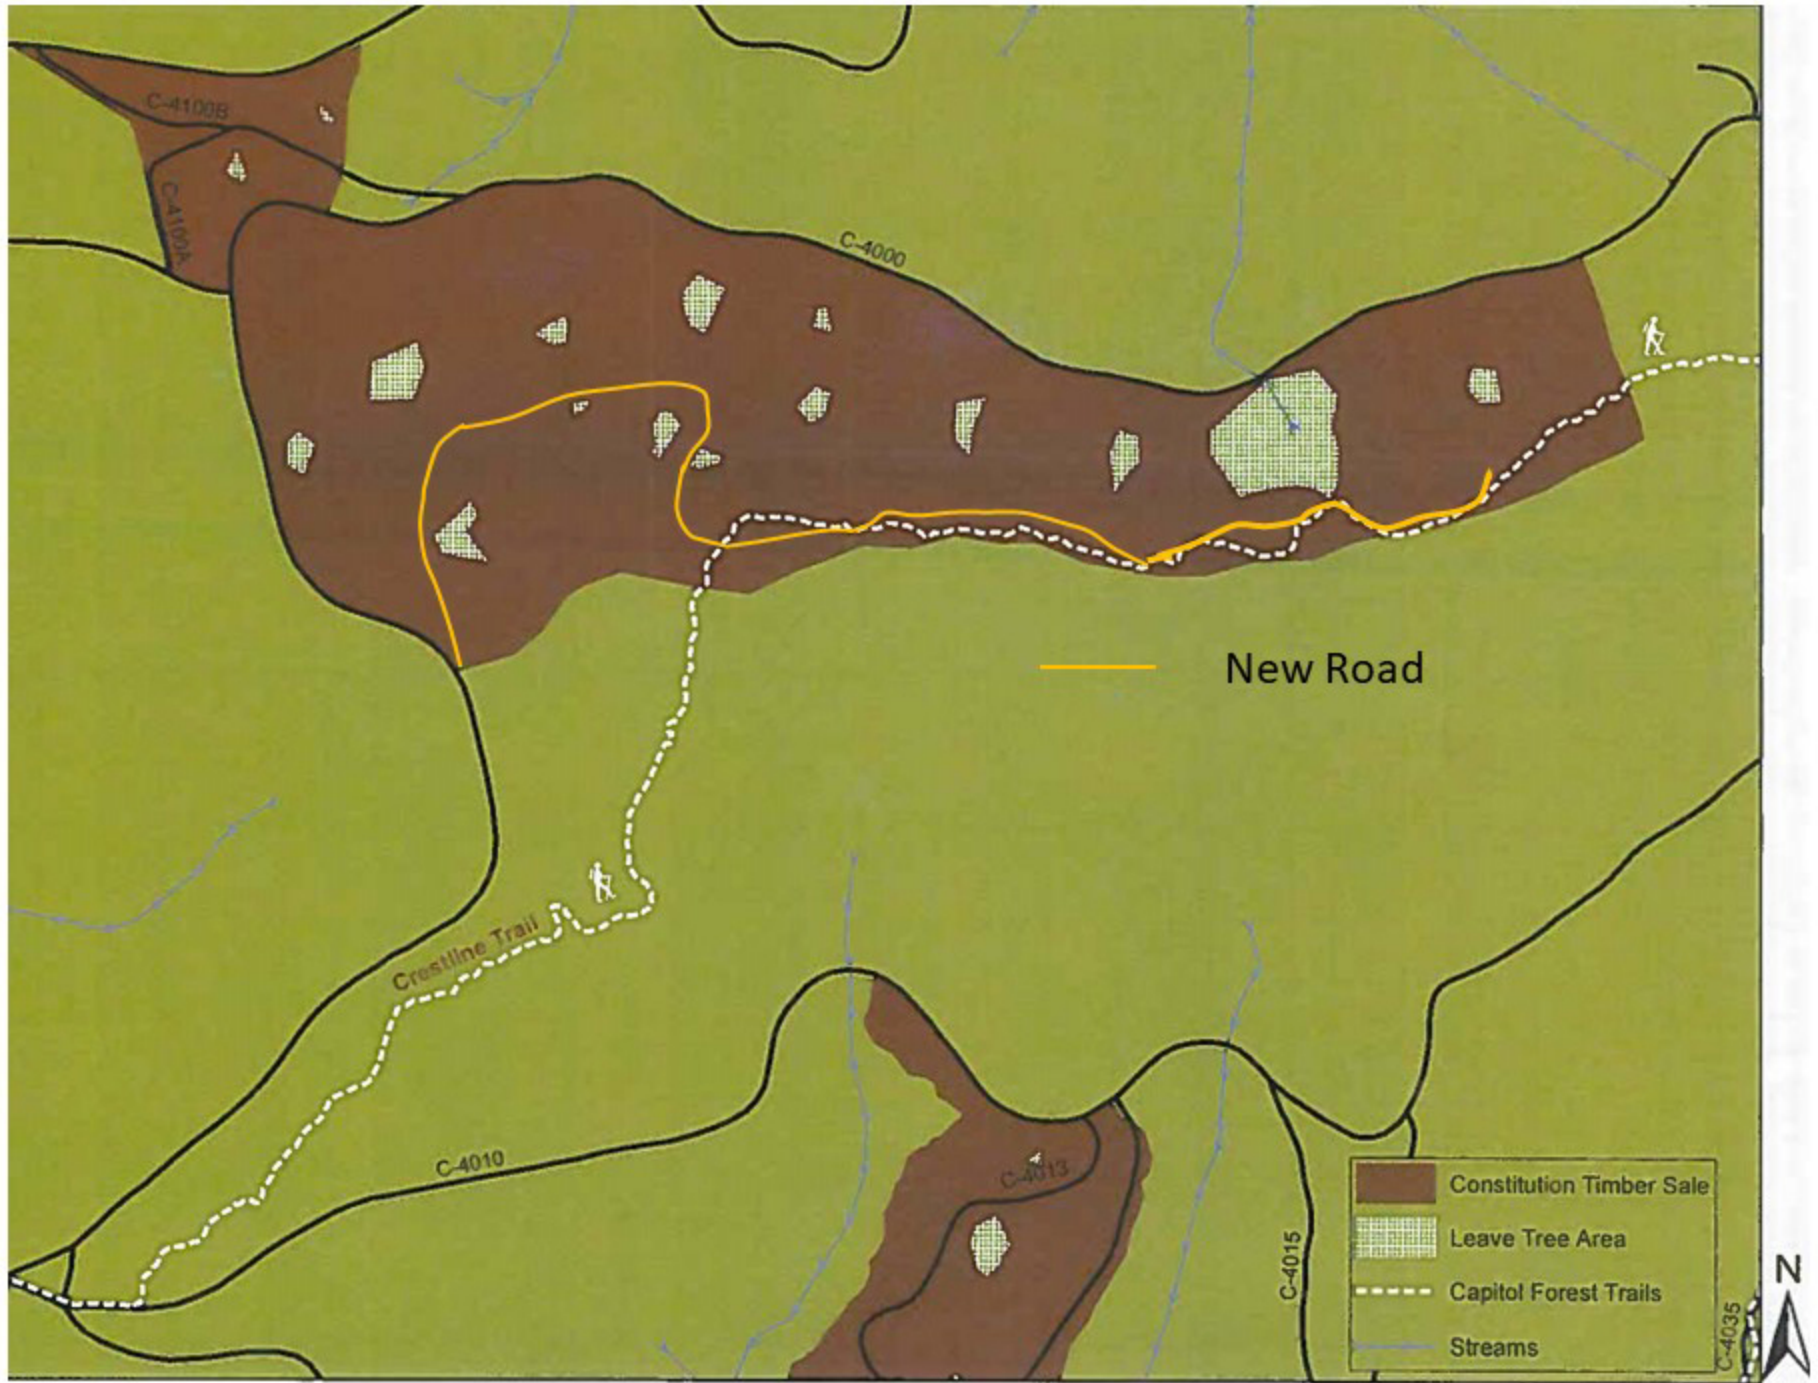 C-4100B
C-4100A
C-4000
New Road
Crestline Trail
C-4010
C-4013
C-4015
C-4035
Constitution Timber Sale
Leave Tree Area
Capitol Forest Trails
Streams
N